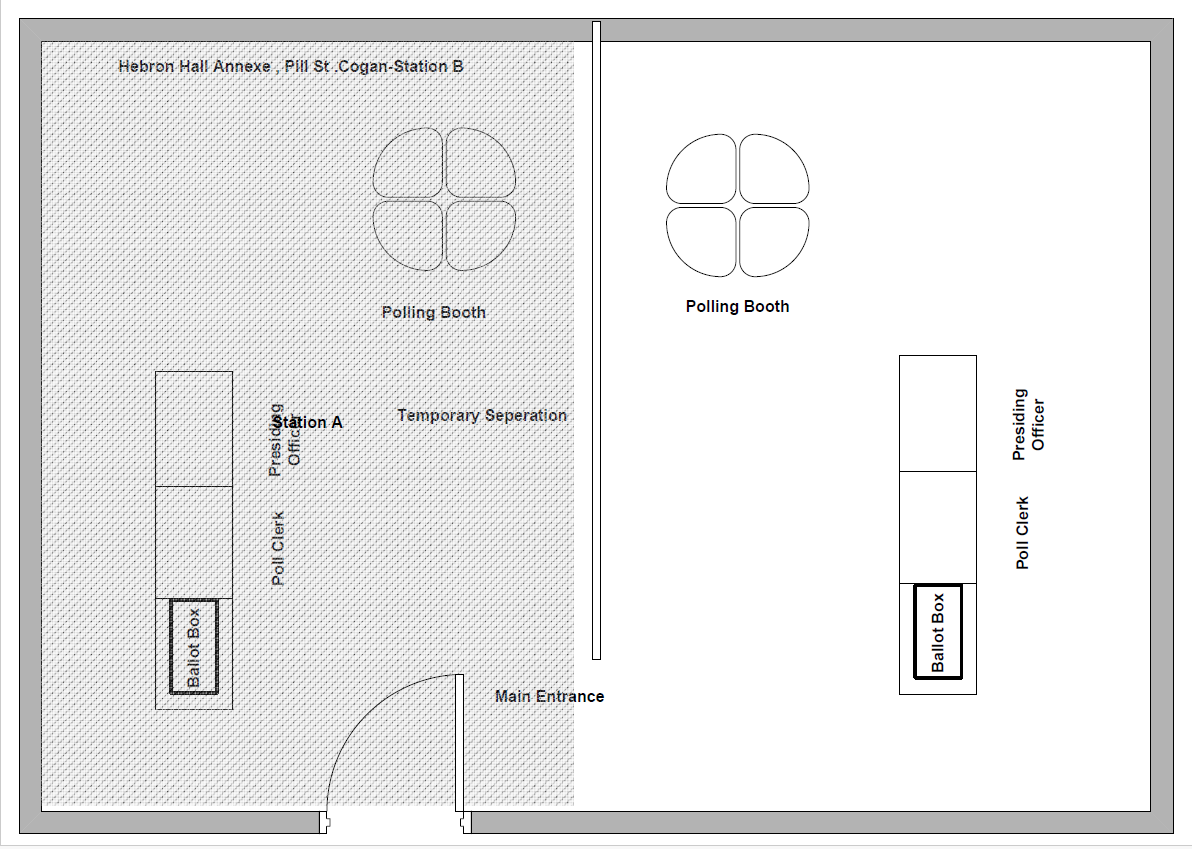 Hebron Hall Annexe , Pill St .Cogan-Station B
Polling Booth
Polling Booth
Station A
Temporary Seperation
Presiding
Officer
Poll Clerk
Ballot Box
Presiding
Officer
Poll Clerk
Ballot Box
Main Entrance